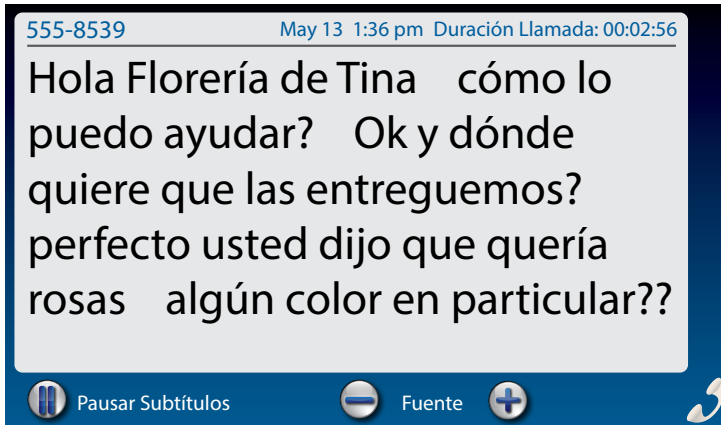 555-8539 May 13 1:36 pm Duración Llamada: 00:02:56
Hola Florería de Tina cómo lo
puedo ayudar? Ok y dónde
quiere que las entreguemos?
perfecto usted dijo que quería
rosas algún color en particular??
Pausar Subtítulos Fuente